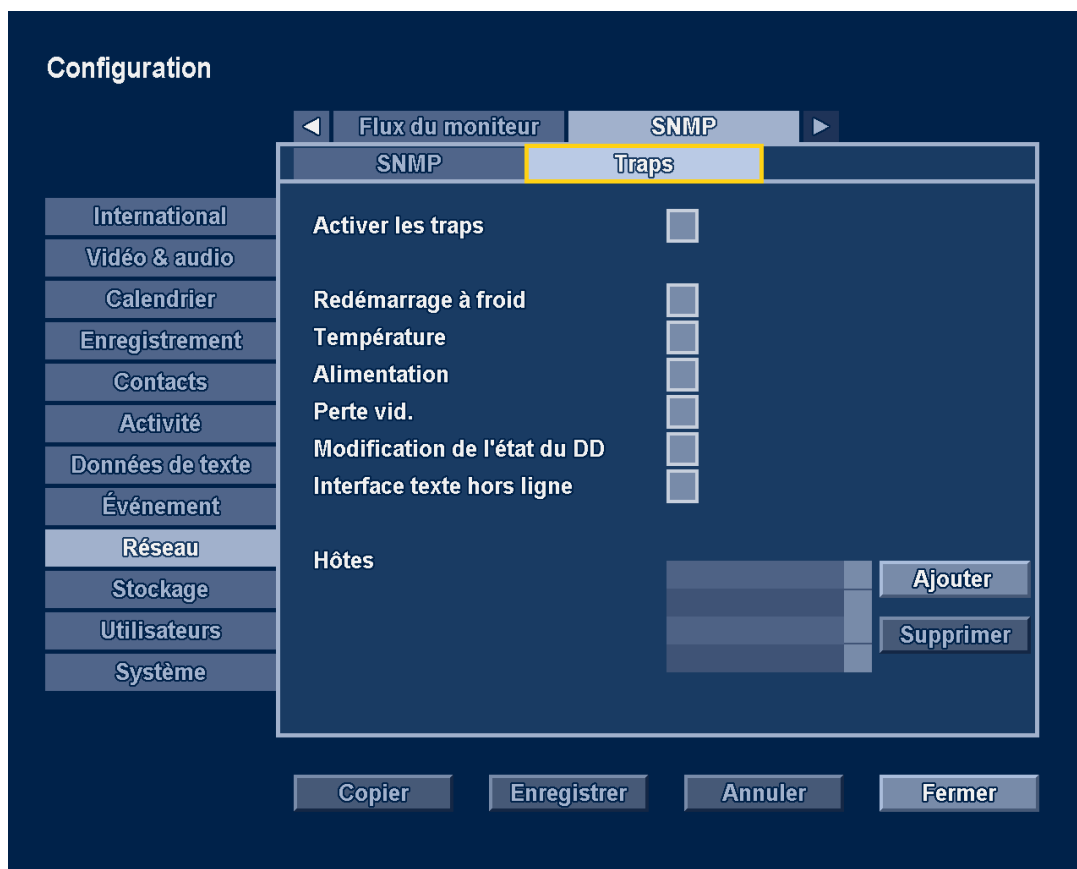 Configuration
Flux du moniteur SNMP
SNMP Traps
International
Vidéo & audio
Calendrier
Enregistrement
Contacts
Activité
Données de texte
Événement
Réseau
Stockage
Utilisateurs
Système
Activer les traps
Redémarrage à froid
Température
Alimentation
Perte vid.
Modification de l'état du DD
Interface texte hors ligne
Hôtes
Ajouter
Supprimer
Copier Enregistrer Annuler Fermer